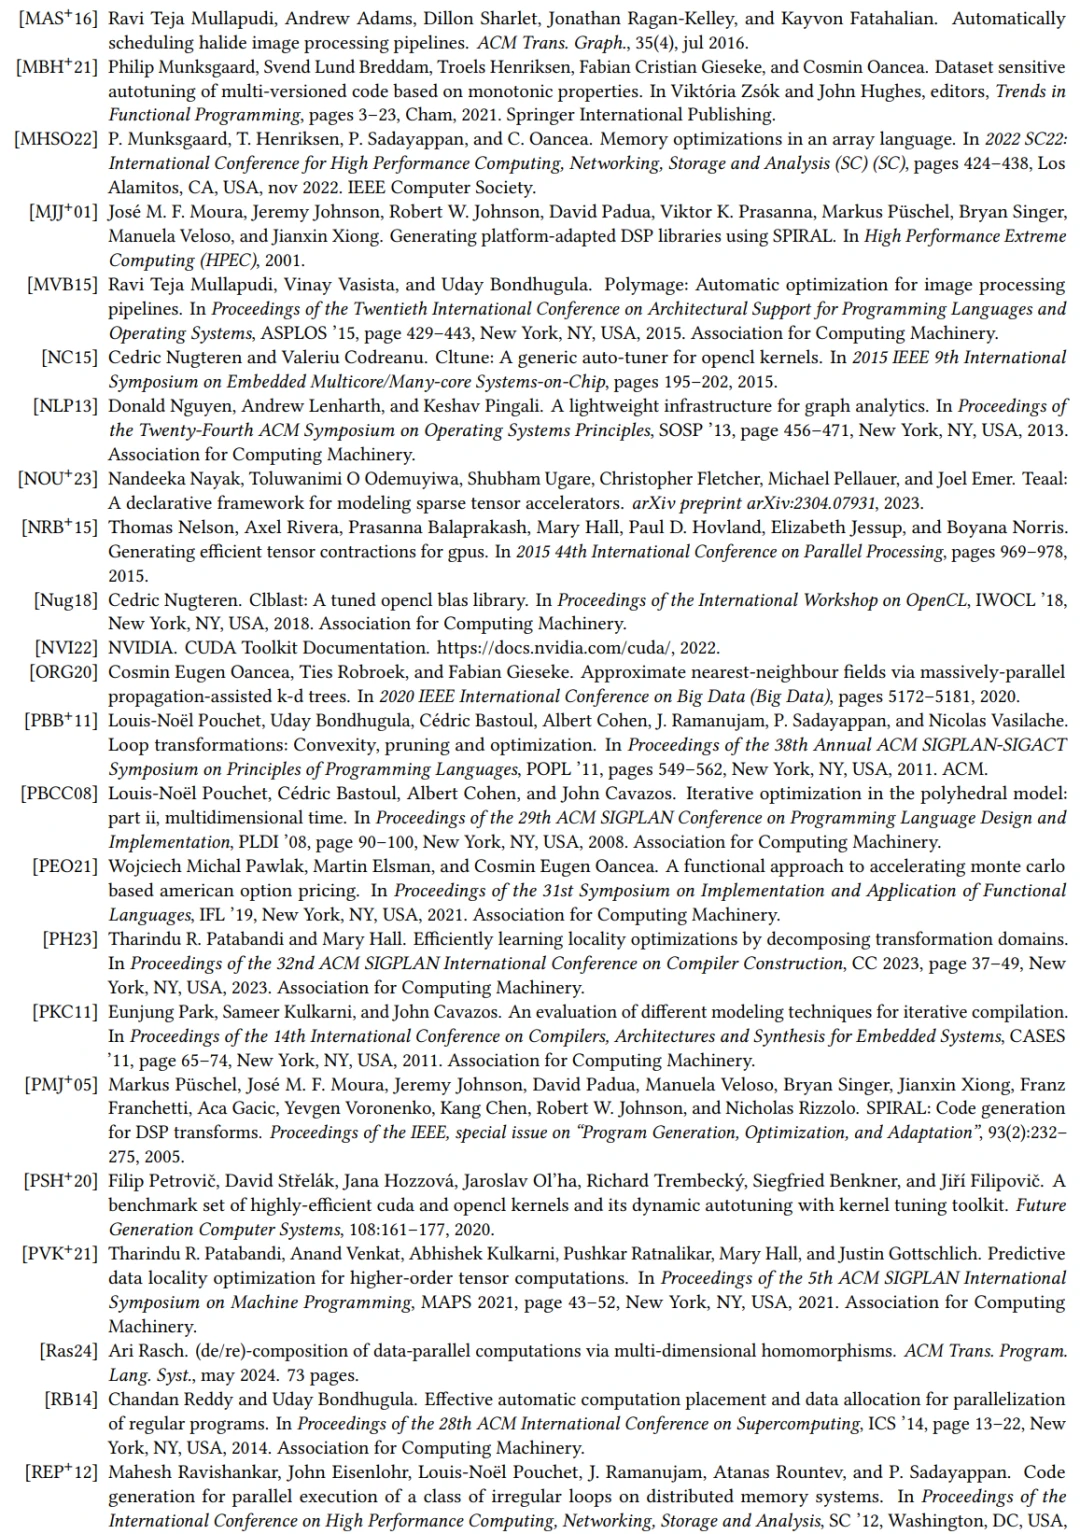 [MAS+16] Ravi Teja Mullapudi, Andrew Adams, Dillon Sharlet, Jonathan Ragan-Kelley, and Kayvon Fatahalian. Automatically
scheduling halide image processing pipelines. ACM Trans. Graph., 35(4), jul 2016.
[MBH+21] Philip Munksgaard, Svend Lund Breddam, Troels Henriksen, Fabian Cristian Gieseke, and Cosmin Oancea. Dataset sensitive
autotuning of multi-versioned code based on monotonic properties. In Viktória Zsók and John Hughes, editors, Trends in
Functional Programming, pages 3–23, Cham, 2021. Springer International Publishing.
[MHSO22] P. Munksgaard, T. Henriksen, P. Sadayappan, and C. Oancea. Memory optimizations in an array language. In 2022 SC22:
International Conference for High Performance Computing, Networking, Storage and Analysis (SC) (SC), pages 424–438, Los
Alamitos, CA, USA, nov 2022. IEEE Computer Society.
[MJJ+01] José M. F. Moura, Jeremy Johnson, Robert W. Johnson, David Padua, Viktor K. Prasanna, Markus Püschel, Bryan Singer,
Manuela Veloso, and Jianxin Xiong. Generating platform-adapted DSP libraries using SPIRAL. In High Performance Extreme
Computing (HPEC), 2001.
[MVB15] Ravi Teja Mullapudi, Vinay Vasista, and Uday Bondhugula. Polymage: Automatic optimization for image processing
pipelines. In Proceedings of the Twentieth International Conference on Architectural Support for Programming Languages and
Operating Systems, ASPLOS ’15, page 429–443, New York, NY, USA, 2015. Association for Computing Machinery.
[NC15] Cedric Nugteren and Valeriu Codreanu. Cltune: A generic auto-tuner for opencl kernels. In 2015 IEEE 9th International
Symposium on Embedded Multicore/Many-core Systems-on-Chip, pages 195–202, 2015.
[NLP13] Donald Nguyen, Andrew Lenharth, and Keshav Pingali. A lightweight infrastructure for graph analytics. In Proceedings of
the Twenty-Fourth ACM Symposium on Operating Systems Principles, SOSP ’13, page 456–471, New York, NY, USA, 2013.
Association for Computing Machinery.
[NOU+23] Nandeeka Nayak, Toluwanimi O Odemuyiwa, Shubham Ugare, Christopher Fletcher, Michael Pellauer, and Joel Emer. Teaal:
A declarative framework for modeling sparse tensor accelerators. arXiv preprint arXiv:2304.07931, 2023.
[NRB+15] Thomas Nelson, Axel Rivera, Prasanna Balaprakash, Mary Hall, Paul D. Hovland, Elizabeth Jessup, and Boyana Norris.
Generating efficient tensor contractions for gpus. In 2015 44th International Conference on Parallel Processing, pages 969–978,
2015.
[Nug18] Cedric Nugteren. Clblast: A tuned opencl blas library. In Proceedings of the International Workshop on OpenCL, IWOCL ’18,
New York, NY, USA, 2018. Association for Computing Machinery.
[NVI22] NVIDIA. CUDA Toolkit Documentation. https://docs.nvidia.com/cuda/, 2022.
[ORG20] Cosmin Eugen Oancea, Ties Robroek, and Fabian Gieseke. Approximate nearest-neighbour fields via massively-parallel
propagation-assisted k-d trees. In 2020 IEEE International Conference on Big Data (Big Data), pages 5172–5181, 2020.
[PBB+11] Louis-Noël Pouchet, Uday Bondhugula, Cédric Bastoul, Albert Cohen, J. Ramanujam, P. Sadayappan, and Nicolas Vasilache.
Loop transformations: Convexity, pruning and optimization. In Proceedings of the 38th Annual ACM SIGPLAN-SIGACT
Symposium on Principles of Programming Languages, POPL ’11, pages 549–562, New York, NY, USA, 2011. ACM.
[PBCC08] Louis-Noël Pouchet, Cédric Bastoul, Albert Cohen, and John Cavazos. Iterative optimization in the polyhedral model:
part ii, multidimensional time. In Proceedings of the 29th ACM SIGPLAN Conference on Programming Language Design and
Implementation, PLDI ’08, page 90–100, New York, NY, USA, 2008. Association for Computing Machinery.
[PEO21] Wojciech Michal Pawlak, Martin Elsman, and Cosmin Eugen Oancea. A functional approach to accelerating monte carlo
based american option pricing. In Proceedings of the 31st Symposium on Implementation and Application of Functional
Languages, IFL ’19, New York, NY, USA, 2021. Association for Computing Machinery.
[PH23] Tharindu R. Patabandi and Mary Hall. Efficiently learning locality optimizations by decomposing transformation domains.
In Proceedings of the 32nd ACM SIGPLAN International Conference on Compiler Construction, CC 2023, page 37–49, New
York, NY, USA, 2023. Association for Computing Machinery.
[PKC11] Eunjung Park, Sameer Kulkarni, and John Cavazos. An evaluation of different modeling techniques for iterative compilation.
In Proceedings of the 14th International Conference on Compilers, Architectures and Synthesis for Embedded Systems, CASES
’11, page 65–74, New York, NY, USA, 2011. Association for Computing Machinery.
[PMJ+05] Markus Püschel, José M. F. Moura, Jeremy Johnson, David Padua, Manuela Veloso, Bryan Singer, Jianxin Xiong, Franz
Franchetti, Aca Gacic, Yevgen Voronenko, Kang Chen, Robert W. Johnson, and Nicholas Rizzolo. SPIRAL: Code generation
for DSP transforms. Proceedings of the IEEE, special issue on “Program Generation, Optimization, and Adaptation”, 93(2):232–
275, 2005.
[PSH+20] Filip Petrovič, David Střelák, Jana Hozzová, Jaroslav Ol’ha, Richard Trembecký, Siegfried Benkner, and Jiří Filipovič. A
benchmark set of highly-efficient cuda and opencl kernels and its dynamic autotuning with kernel tuning toolkit. Future
Generation Computer Systems, 108:161–177, 2020.
[PVK+21] Tharindu R. Patabandi, Anand Venkat, Abhishek Kulkarni, Pushkar Ratnalikar, Mary Hall, and Justin Gottschlich. Predictive
data locality optimization for higher-order tensor computations. In Proceedings of the 5th ACM SIGPLAN International
Symposium on Machine Programming, MAPS 2021, page 43–52, New York, NY, USA, 2021. Association for Computing
Machinery.
[Ras24] Ari Rasch. (de/re)-composition of data-parallel computations via multi-dimensional homomorphisms. ACM Trans. Program.
Lang. Syst., may 2024. 73 pages.
[RB14] Chandan Reddy and Uday Bondhugula. Effective automatic computation placement and data allocation for parallelization
of regular programs. In Proceedings of the 28th ACM International Conference on Supercomputing, ICS ’14, page 13–22, New
York, NY, USA, 2014. Association for Computing Machinery.
[REP+12] Mahesh Ravishankar, John Eisenlohr, Louis-Noël Pouchet, J. Ramanujam, Atanas Rountev, and P. Sadayappan. Code
generation for parallel execution of a class of irregular loops on distributed memory systems. In Proceedings of the
International Conference on High Performance Computing, Networking, Storage and Analysis, SC ’12, Washington, DC, USA,